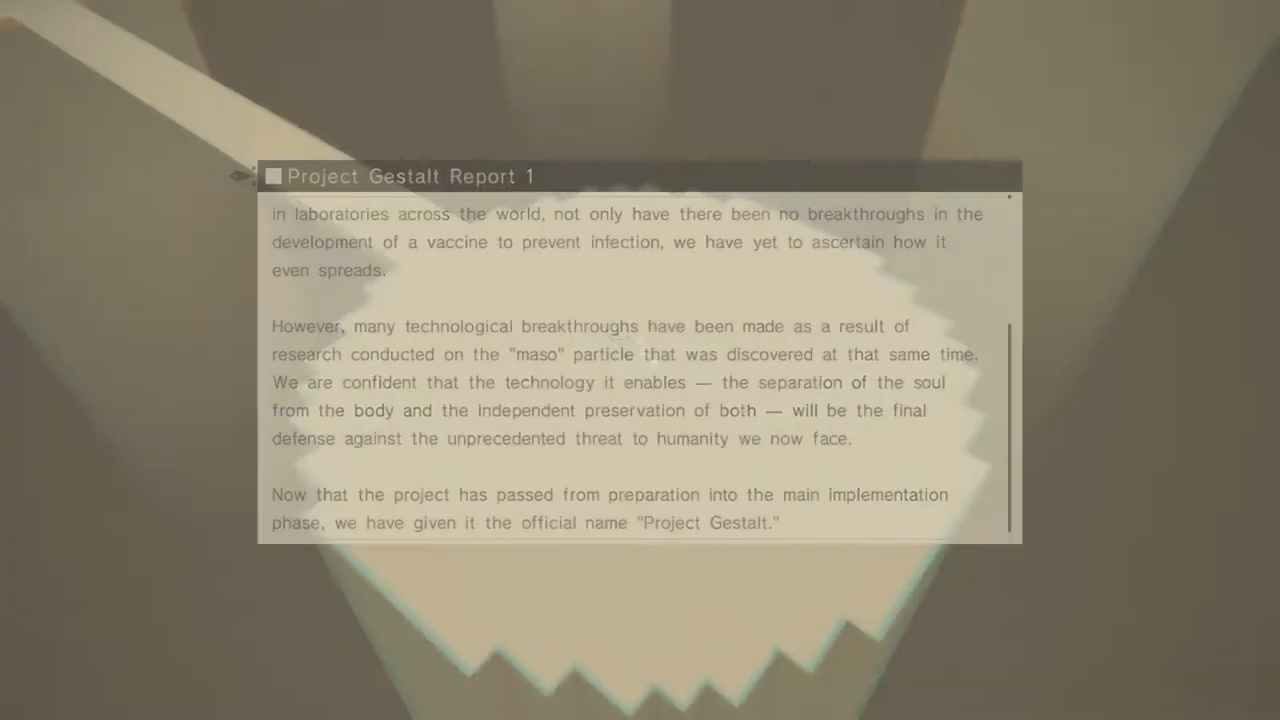 Project Gestalt Report 1
in laboratories across the world, not only have there been no breakthroughs in the
development of a vaccine to prevent infection, we have yet to ascertain how it
even spreads.
However, many technological breakthroughs have been made as a result of
research conducted on the "maso" particle that was discovered at that same time.
We are confident that the technology it enables — the separation of the soul
from the body and the independent preservation of both — will be the final
defense against the unprecedented threat to humanity we now face.
Now that the project has passed from preparation into the main implementation
phase, we have given it the official name "Project Gestalt."